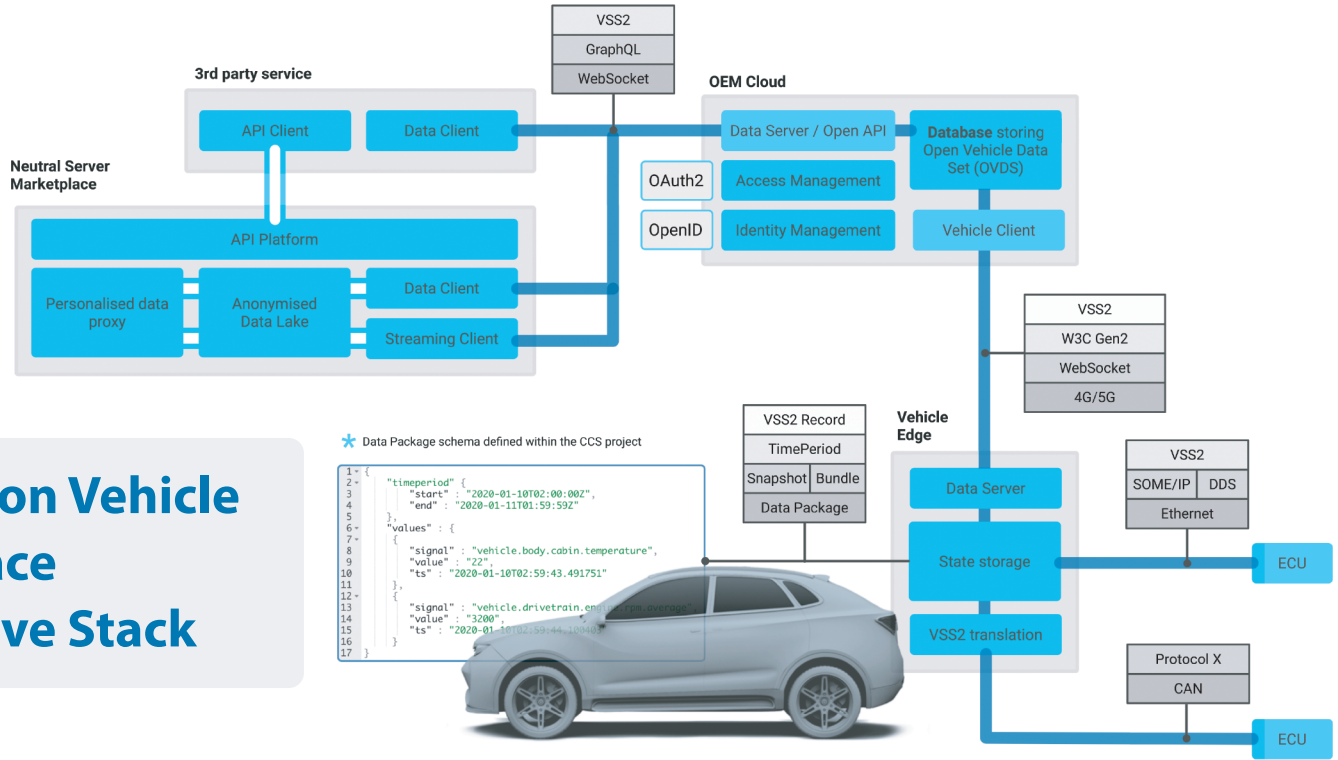 VSS2
GraphQL
WebSocket
3rd party service
API Client
Data Client
Neutral Server
Marketplace
API Platform
Personalised data
proxy
Anonymised
Data Lake
Data Client
Streaming Client
OEM Cloud
Data Server / Open API
Database storing
Open Vehicle Data
Set (OVDS)
OAuth2
Access Management
OpenID
Identity Management
Vehicle Client
VSS2
W3C Gen2
WebSocket
4G/5G
on Vehicle
ve Stack
* Data Package schema defined within the CCS project
1 {
2 "timeperiod" {
3 "start" : "2020-01-10T02:00:00Z",
4 "end" : "2020-01-11T01:59:59Z"
5 },
6 "values" : {
7 {
8 "signal" : "vehicle.body.cabin.temperature",
9 "value" : "22",
10 "ts" : "2020-01-10T02:59:43.491751"
11 },
12 {
13 "signal" : "vehicle.drivetrain.engine.rpm.average",
14 "value" : "3200",
15 "ts" :
16 }
17 }
VSS2 Record
TimePeriod
Snapshot Bundle
Data Package
Vehicle
Edge
Data Server
State storage
VSS2 translation
VSS2
SOME/IP DDS
Ethernet
ECU
Protocol X
CAN
ECU